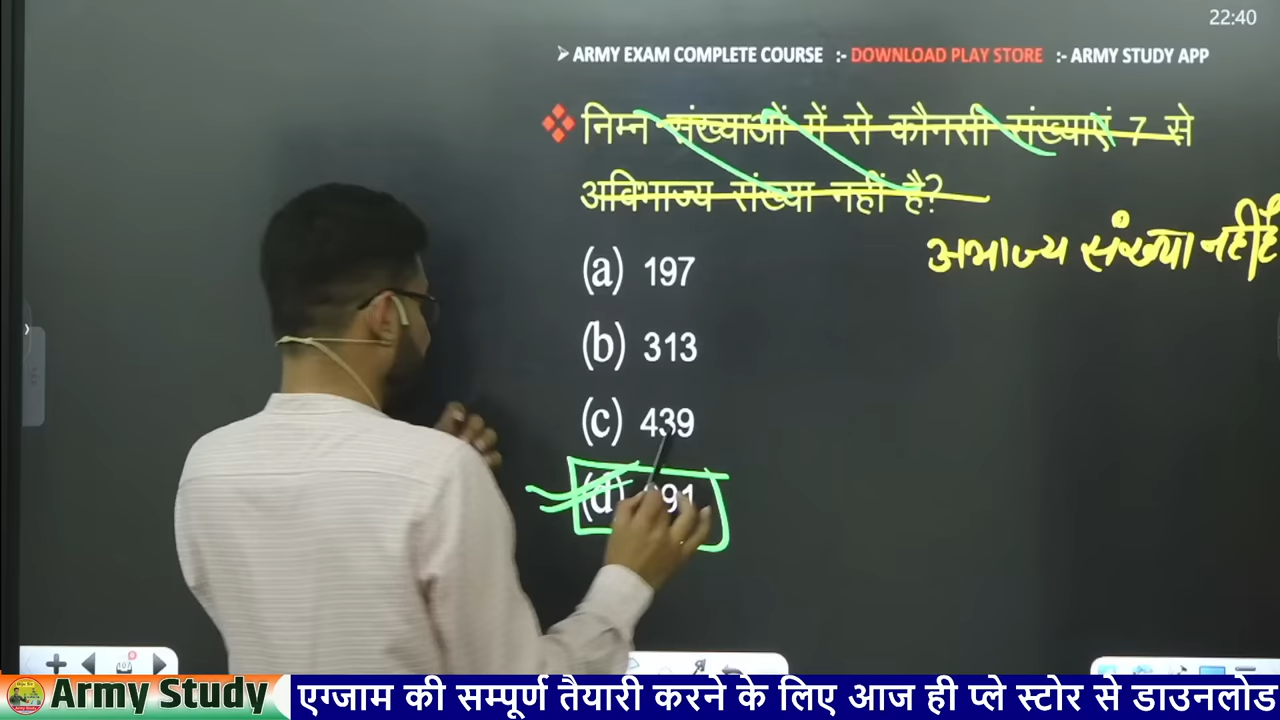 22:40
➢ ARMY EXAM COMPLETE COURSE :- DOWNLOAD PLAY STORE :- ARMY STUDY APP
❖ निम्न संख्याओं में से कौनसी संख्याएं 7 से
अविभाज्य संख्या नहीं है?
अभाज्य संख्या नहीं है
(a) 197
(b) 313
(c) 439
(d) 91
Army Study एग्जाम की सम्पूर्ण तैयारी करने के लिए आज ही प्ले स्टोर से डाउनलोड